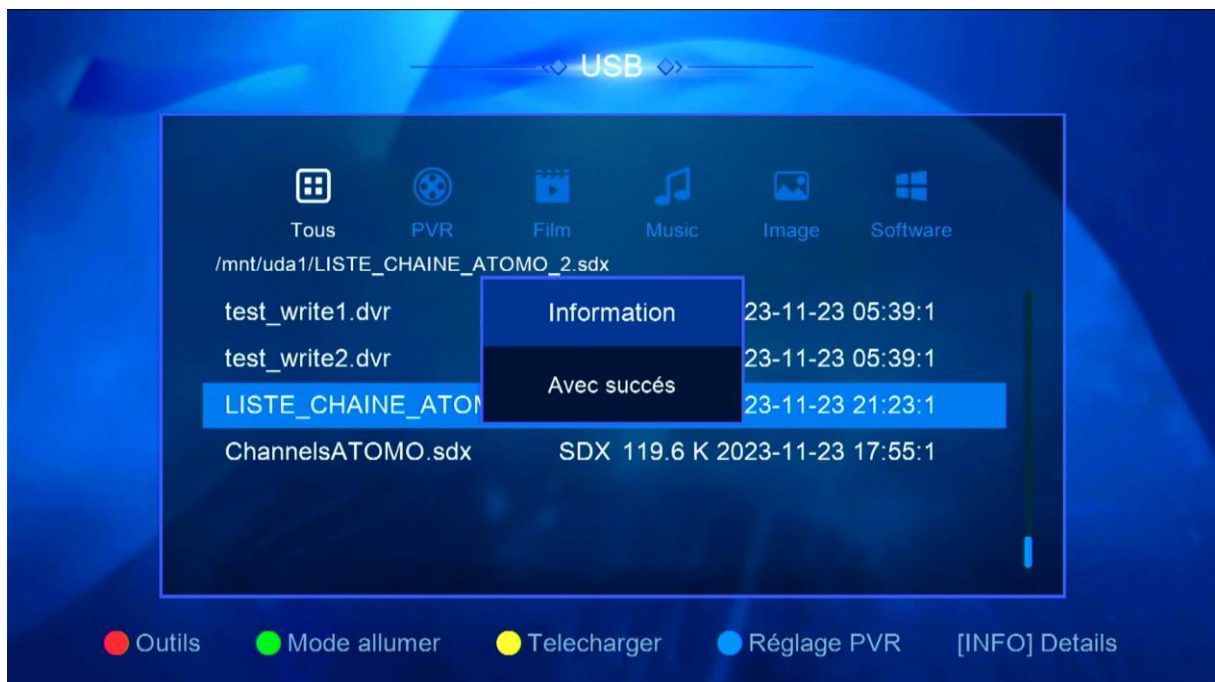 USB
Tous PVR Film Music Image Software
/mnt/uda1/LISTE_CHAINE_ATOMO_2.sdx
test_write1.dvr 23-11-23 05:39:1
test_write2.dvr 23-11-23 05:39:1
LISTE_CHAINE_ATOM 23-11-23 21:23:1
ChannelsATOMO.sdx SDX 119.6 K 2023-11-23 17:55:1
Information
Avec succés
Outils Mode allumer Telecharger Réglage PVR [INFO] Details